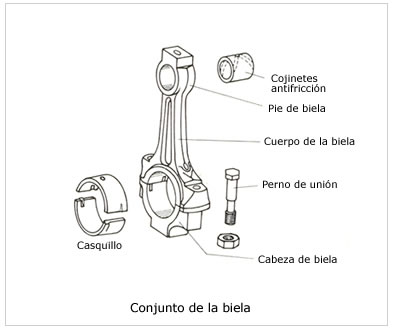 Cojinetes
antifricción
Pie de biela
Cuerpo de la biela
Perno de unión
Casquillo
Cabeza de biela
Conjunto de la biela